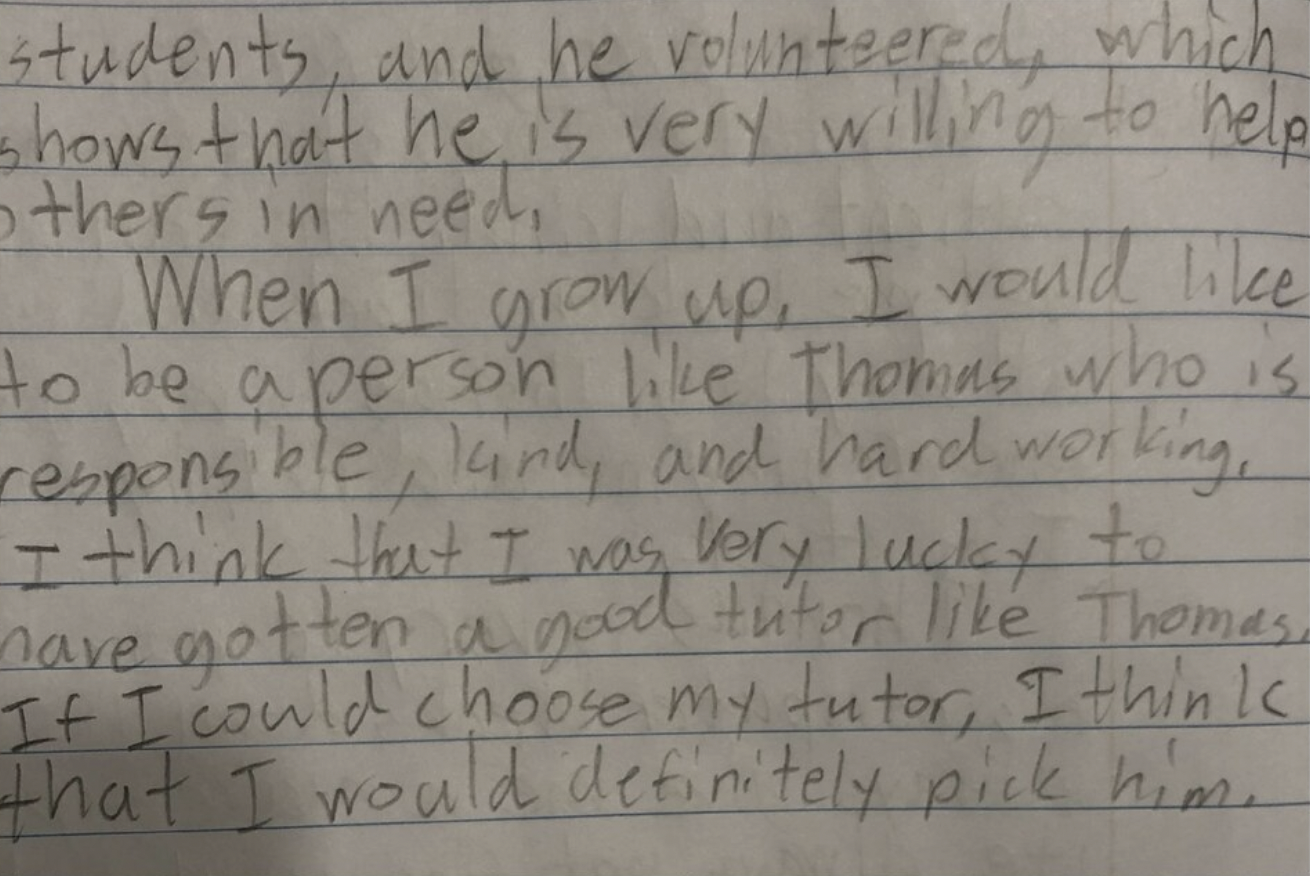 students, and he volunteered, which
shows that he is very willing to help
others in need.
When I grow up, I would like
to be a person like Thomas who is
responsible, kind, and hard working.
I think that I was very lucky to
have gotten a good tutor like Thomas.
If I could choose my tutor, I think
that I would definitely pick him.